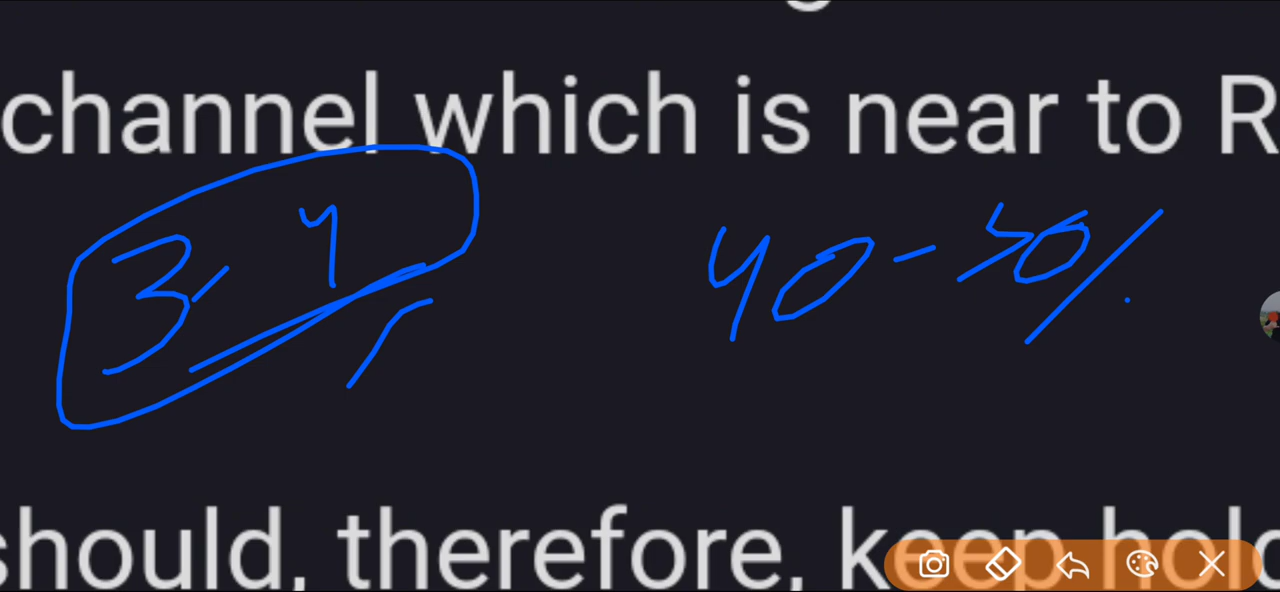 channel which is near to R
3, 4 40-50%
should, therefore, keep hold